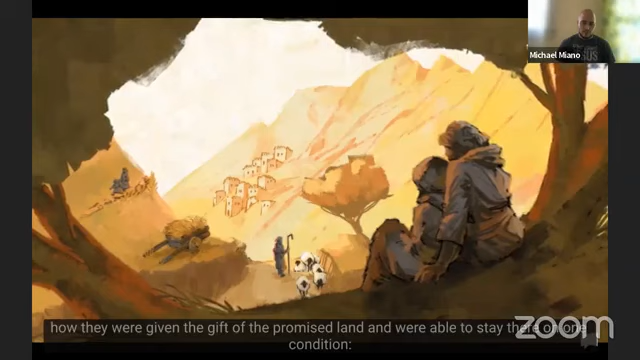 Michael Miano
how they were given the gift of the promised land and were able to stay there on one
condition:
zoom